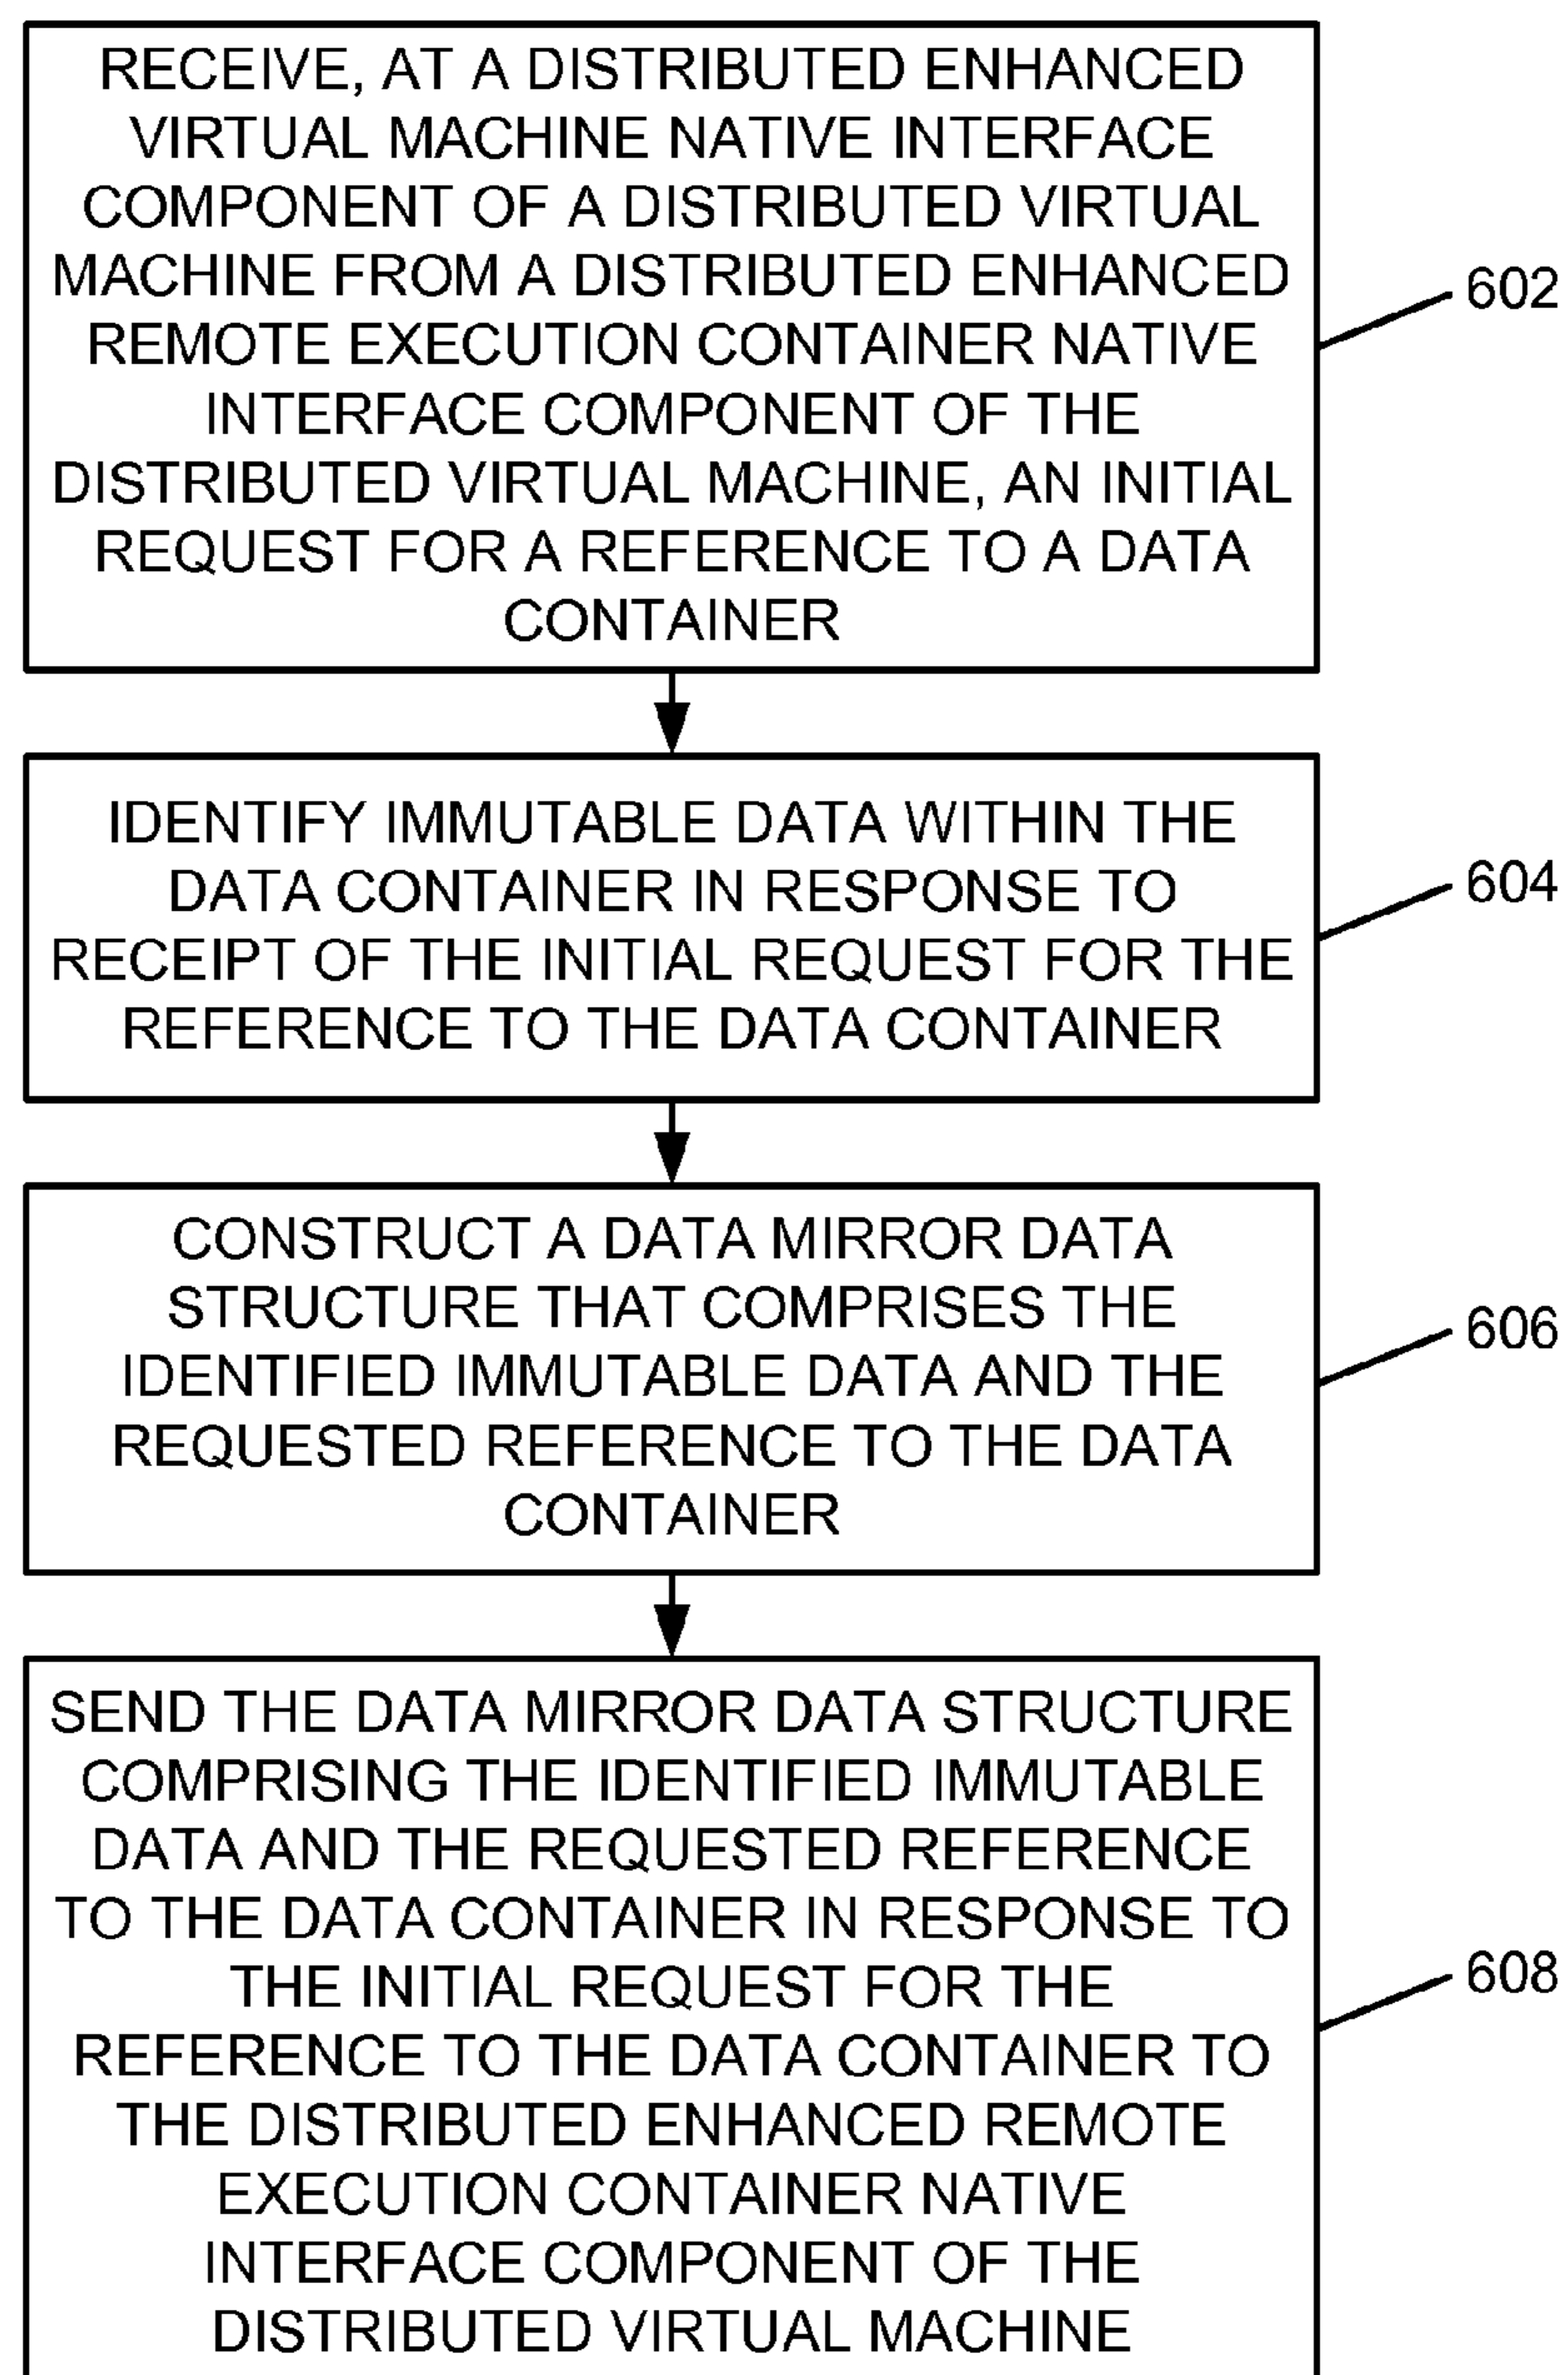 RECEIVE, AT A DISTRIBUTED ENHANCED
VIRTUAL MACHINE NATIVE INTERFACE
COMPONENT OF A DISTRIBUTED VIRTUAL
MACHINE FROM A DISTRIBUTED ENHANCED
REMOTE EXECUTION CONTAINER NATIVE
INTERFACE COMPONENT OF THE
DISTRIBUTED VIRTUAL MACHINE, AN INITIAL
REQUEST FOR A REFERENCE TO A DATA
CONTAINER
602
IDENTIFY IMMUTABLE DATA WITHIN THE
DATA CONTAINER IN RESPONSE TO
RECEIPT OF THE INITIAL REQUEST FOR THE
REFERENCE TO THE DATA CONTAINER
604
CONSTRUCT A DATA MIRROR DATA
STRUCTURE THAT COMPRISES THE
IDENTIFIED IMMUTABLE DATA AND THE
REQUESTED REFERENCE TO THE DATA
CONTAINER
606
SEND THE DATA MIRROR DATA STRUCTURE
COMPRISING THE IDENTIFIED IMMUTABLE
DATA AND THE REQUESTED REFERENCE
TO THE DATA CONTAINER IN RESPONSE TO
THE INITIAL REQUEST FOR THE
REFERENCE TO THE DATA CONTAINER TO
THE DISTRIBUTED ENHANCED REMOTE
EXECUTION CONTAINER NATIVE
INTERFACE COMPONENT OF THE
DISTRIBUTED VIRTUAL MACHINE
608